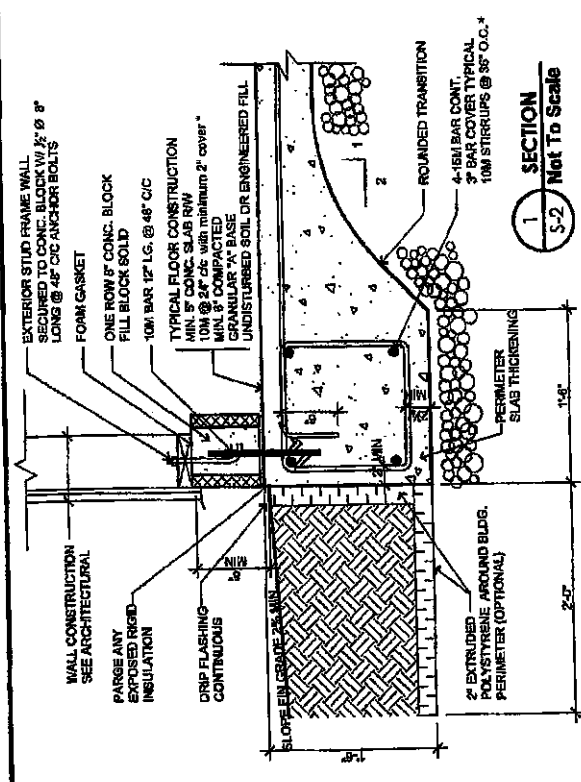 EXTERIOR STUD FRAME WALL
SECURED TO CONC. BLOCK W/ ½" Ø 8"
LONG @ 48" C/C ANCHOR BOLTS
FOAM GASKET
ONE ROW 8" CONC. BLOCK
FILL BLOCK SOLID
10M BAR 12" LG. @ 48" C/C
TYPICAL FLOOR CONSTRUCTION
MIN. 5" CONC. SLAB R/W
10M @ 24" c/c with minimum 2" cover *
MIN. 6" COMPACTED
GRANULAR "A" BASE
UNDISTURBED SOIL OR ENGINEERED FILL
WALL CONSTRUCTION
SEE ARCHITECTURAL
PARGE ANY
EXPOSED RIGID
INSULATION
DRIP FLASHING
CONTINUOUS
MIN
SLOPE FIN GRADE 2% MIN
2" MIN
MIN
1
2
ROUNDED TRANSITION
4-15M BAR CONT.
3" BAR COVER TYPICAL
10M STIRRUPS @ 36" O.C.*
PERIMETER
SLAB THICKENING
2" EXTRUDED
POLYSTYRENE AROUND BLDG.
PERIMETER (OPTIONAL)
1'-6"
2'-0"
1
S-2
SECTION
Not To Scale